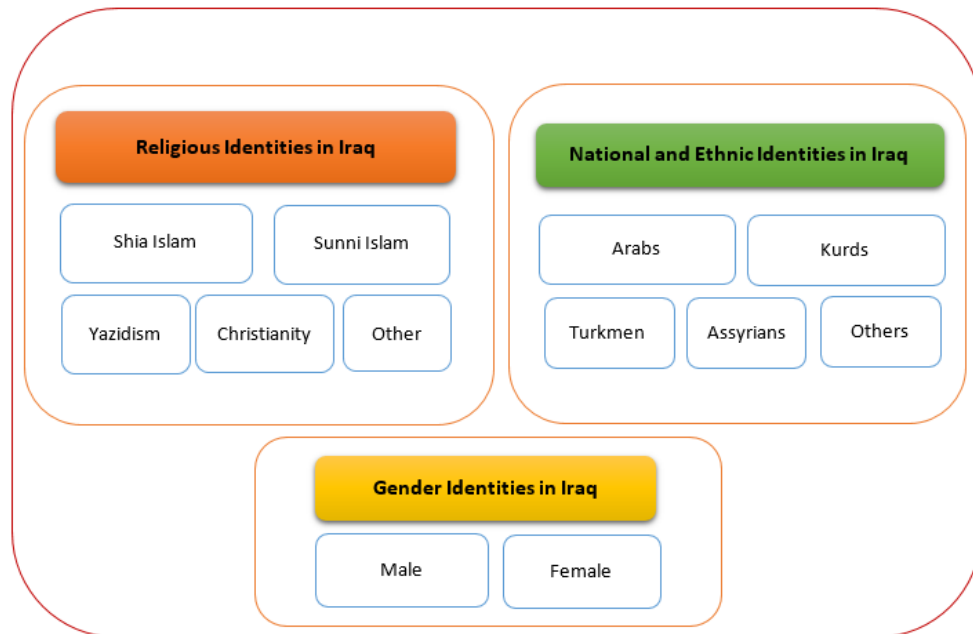 Religious Identities in Iraq
Shia Islam
Sunni Islam
Yazidism
Christianity
Other
National and Ethnic Identities in Iraq
Arabs
Kurds
Turkmen
Assyrians
Others
Gender Identities in Iraq
Male
Female